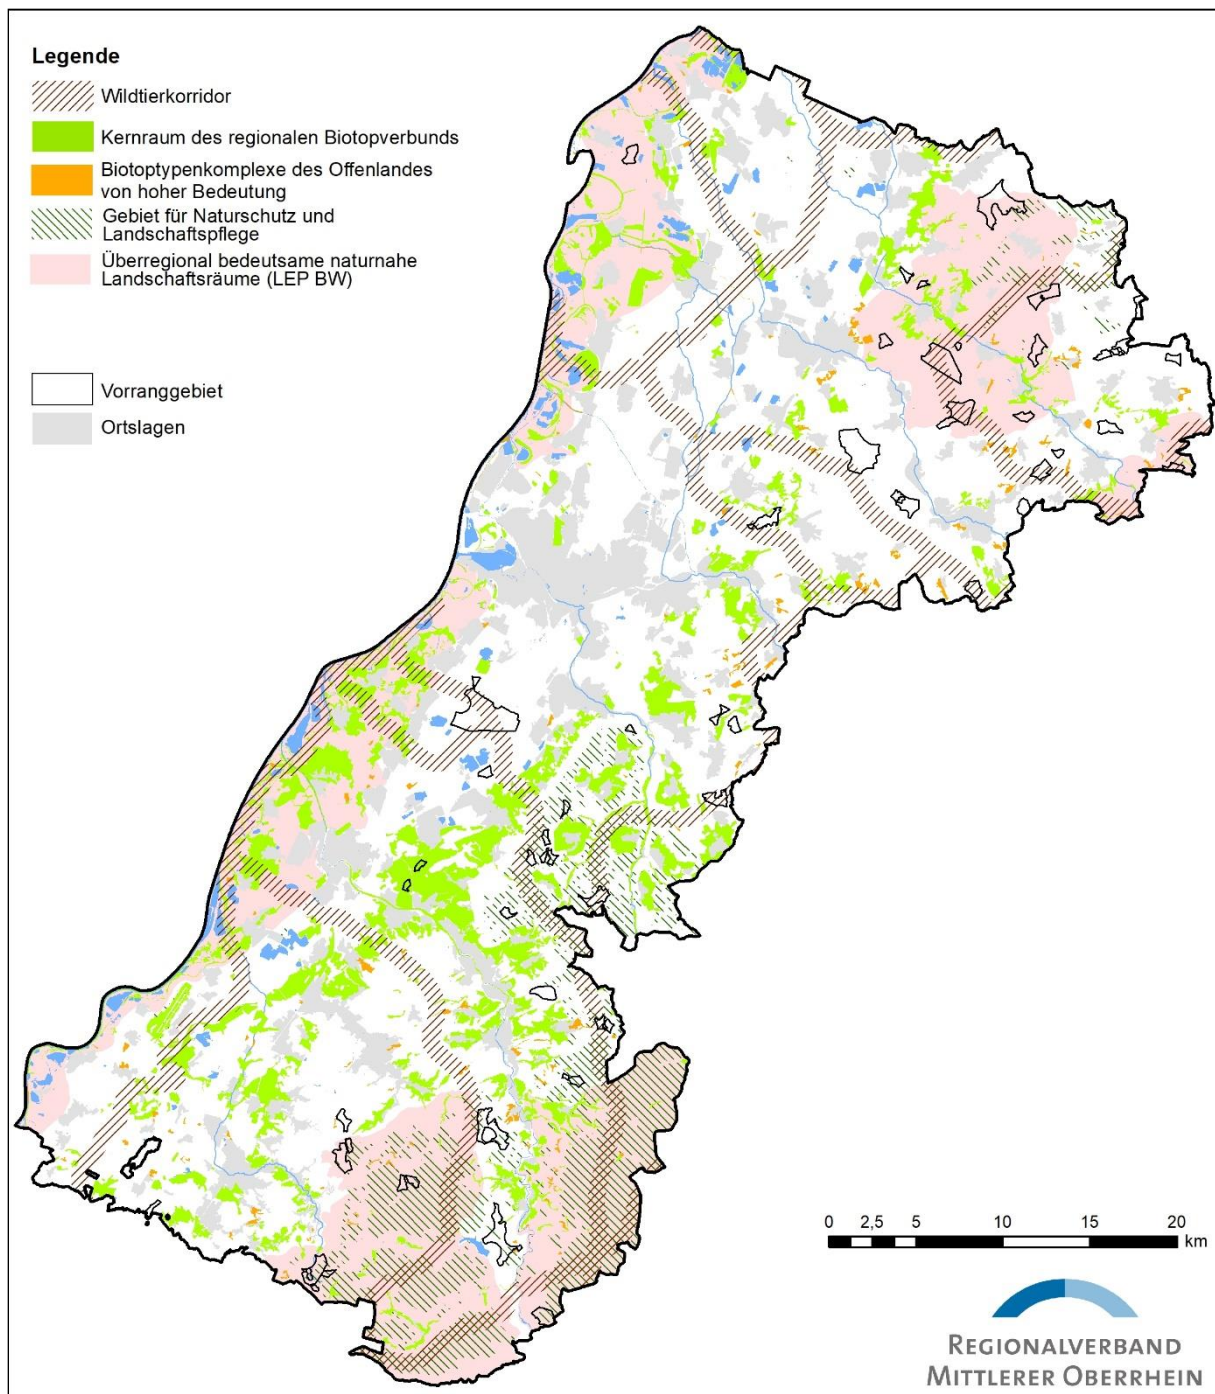 Legende
Wildtierkorridor
Kernraum des regionalen Biotopverbunds
Biotoptypenkomplexe des Offenlandes
von hoher Bedeutung
Gebiet für Naturschutz und
Landschaftspflege
Überregional bedeutsame naturnahe
Landschaftsräume (LEP BW)
Vorranggebiet
Ortslagen
0 2,5 5 10 15 20
km
REGIONALVERBAND
MITTLERER OBERRHEIN